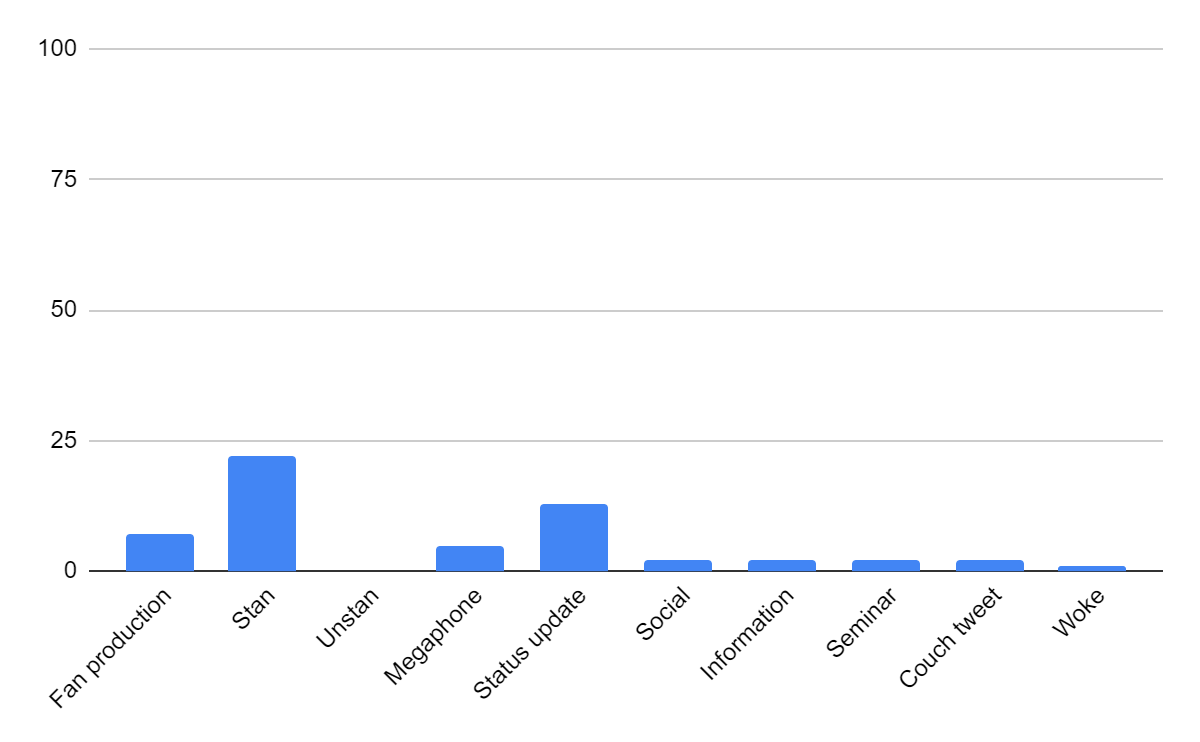 100
75
50
25
0
Fan production
Stan
Unstan
Megaphone
Status update
Social
Information
Seminar
Couch tweet
Woke